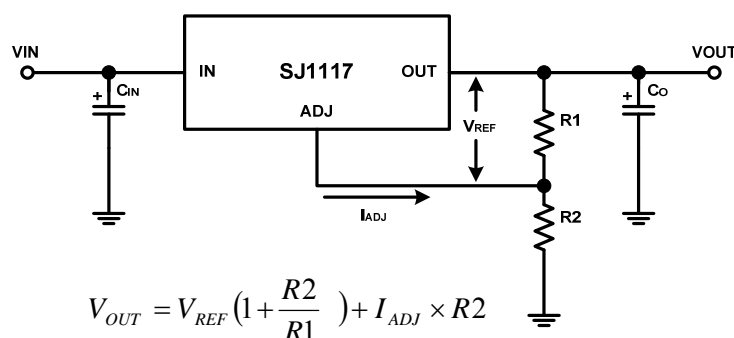 VIN
VOUT
IN
SJ1117
OUT
ADJ
+
CIN
VREF
R1
+
CO
IADJ
R2
VOUT = VREF(1 + R2/R1) + IADJ × R2